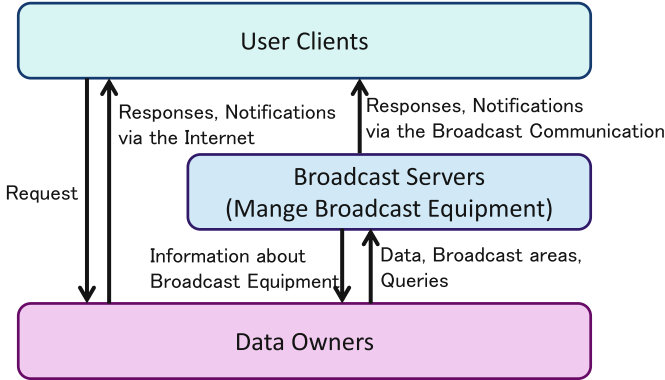 User Clients
Responses, Notifications
via the Internet
Responses, Notifications
via the Broadcast Communication
Request
Broadcast Servers
(Mange Broadcast Equipment)
Information about
Broadcast Equipment
Data, Broadcast areas,
Queries
Data Owners